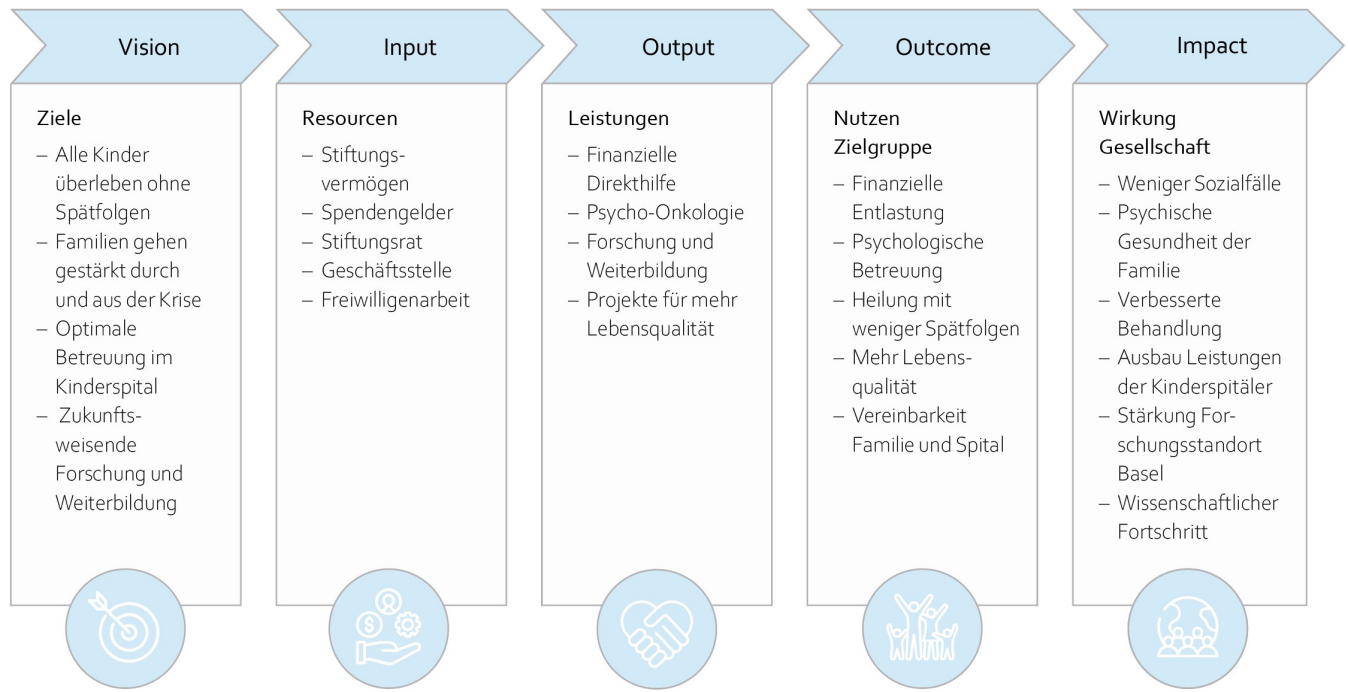 Vision
Ziele
– Alle Kinder
überleben ohne
Spätfolgen
– Familien gehen
gestärkt durch
und aus der Krise
– Optimale
Betreuung im
Kinderspital
– Zukunfts-
weisende
Forschung und
Weiterbildung
Input
Resourcen
– Stiftungs-
vermögen
– Spendengelder
– Stiftungsrat
– Geschäftsstelle
– Freiwilligenarbeit
Output
Leistungen
– Finanzielle
Direkthilfe
– Psycho-Onkologie
– Forschung und
Weiterbildung
– Projekte für mehr
Lebensqualität
Outcome
Nutzen
Zielgruppe
– Finanzielle
Entlastung
– Psychologische
Betreuung
– Heilung mit
weniger Spätfolgen
– Mehr Lebens-
qualität
– Vereinbarkeit
Familie und Spital
Impact
Wirkung
Gesellschaft
– Weniger Sozialfälle
– Psychische
Gesundheit der
Familie
– Verbesserte
Behandlung
– Ausbau Leistungen
der Kinderspitäler
– Stärkung For-
schungsstandort
Basel
– Wissenschaftlicher
Fortschritt
$